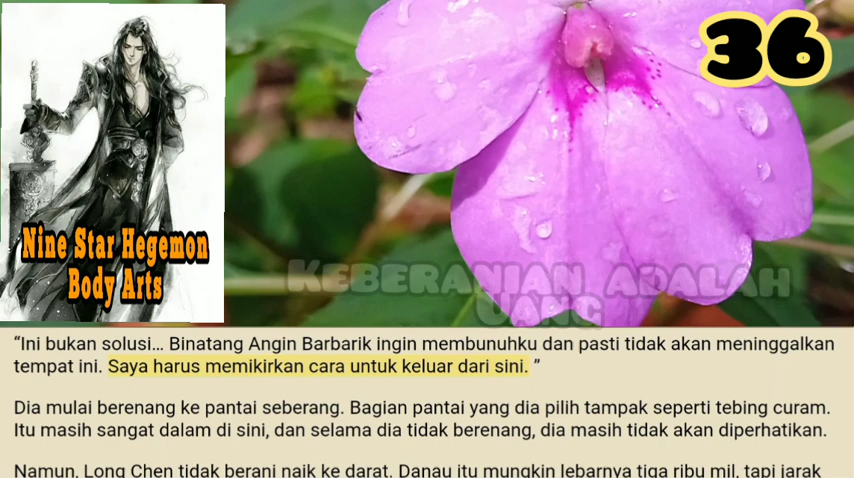 36
Nine Star Hegemon
Body Arts
KEBERANIAN ADALAH
UANG
“Ini bukan solusi... Binatang Angin Barbarik ingin membunuhku dan pasti tidak akan meninggalkan
tempat ini. Saya harus memikirkan cara untuk keluar dari sini. ”
Dia mulai berenang ke pantai seberang. Bagian pantai yang dia pilih tampak seperti tebing curam.
Itu masih sangat dalam di sini, dan selama dia tidak berenang, dia masih tidak akan diperhatikan.
Namun, Long Chen tidak berani naik ke darat. Danau itu mungkin lebarnya tiga ribu mil, tapi jarak